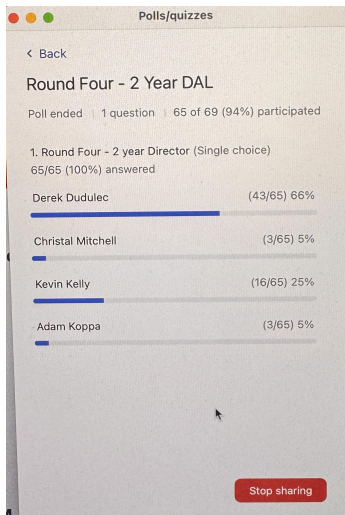 Polls/quizzes
< Back
Round Four - 2 Year DAL
Poll ended | 1 question | 65 of 69 (94%) participated
1. Round Four - 2 year Director (Single choice)
65/65 (100%) answered
Derek Dudulec (43/65) 66%
Christal Mitchell (3/65) 5%
Kevin Kelly (16/65) 25%
Adam Koppa (3/65) 5%
Stop sharing